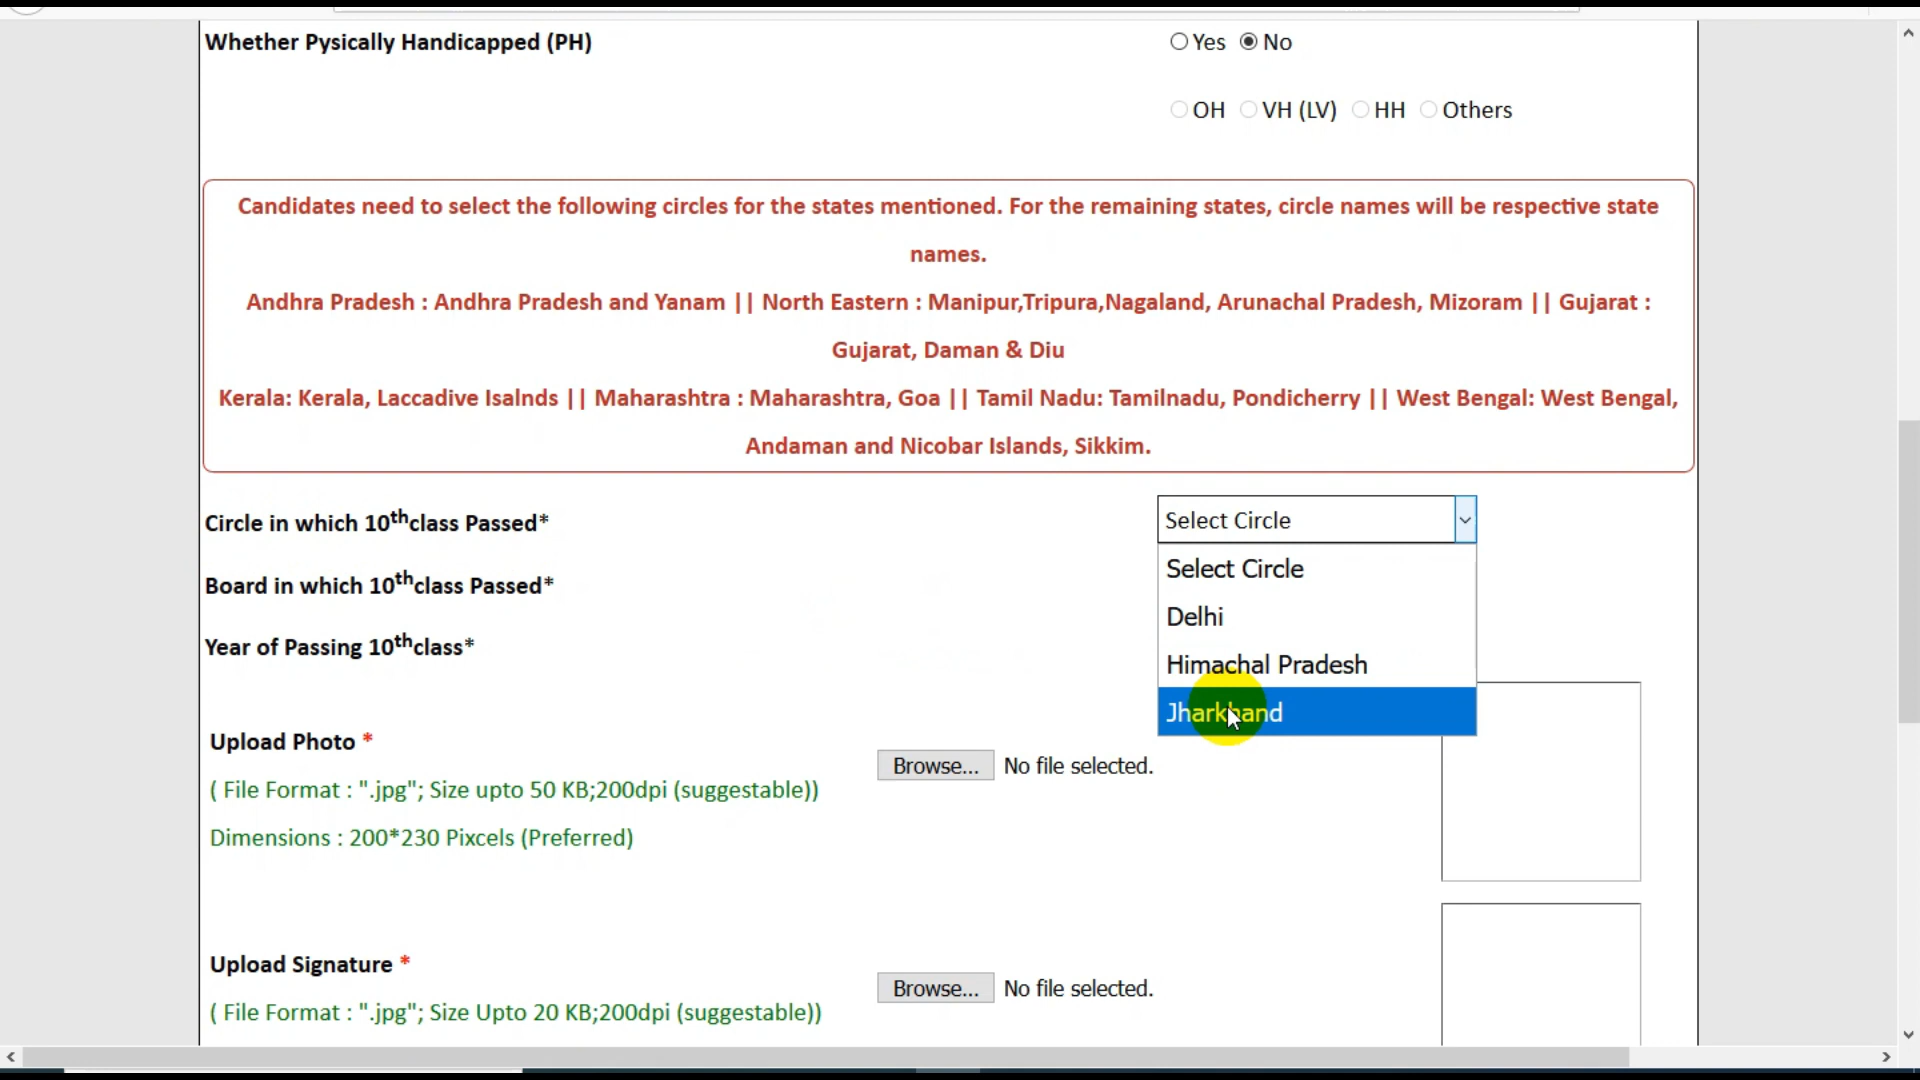 Whether Pysically Handicapped (PH)
Yes No
OH VH (LV) HH Others
Candidates need to select the following circles for the states mentioned. For the remaining states, circle names will be respective state
names.
Andhra Pradesh : Andhra Pradesh and Yanam || North Eastern : Manipur,Tripura,Nagaland, Arunachal Pradesh, Mizoram || Gujarat :
Gujarat, Daman & Diu
Kerala: Kerala, Laccadive Isalnds || Maharashtra : Maharashtra, Goa || Tamil Nadu: Tamilnadu, Pondicherry || West Bengal: West Bengal,
Andaman and Nicobar Islands, Sikkim.
Circle in which 10thclass Passed*
Select Circle
Select Circle
Delhi
Himachal Pradesh
Jharkhand
Board in which 10thclass Passed*
Year of Passing 10thclass*
Upload Photo *
( File Format : ".jpg"; Size upto 50 KB;200dpi (suggestable))
Dimensions : 200*230 Pixcels (Preferred)
Browse... No file selected.
Upload Signature *
( File Format : ".jpg"; Size Upto 20 KB;200dpi (suggestable))
Browse... No file selected.